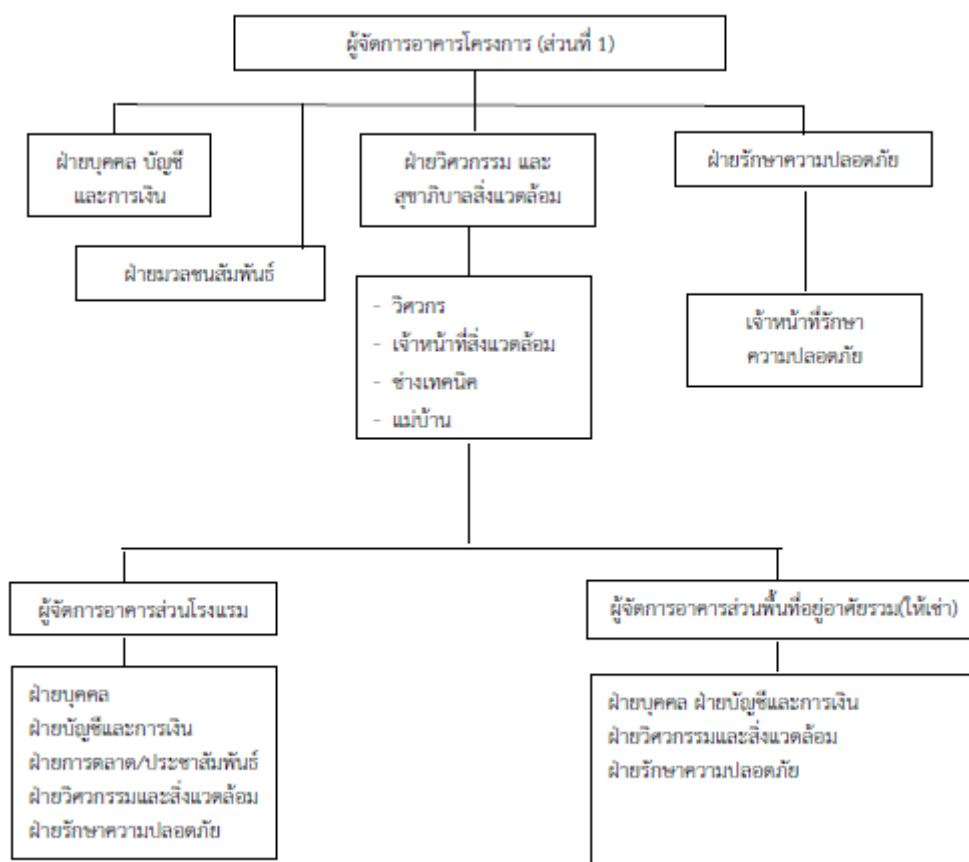 ผู้จัดการอาคารโครงการ (ส่วนที่ 1)
ฝ่ายบุคคล บัญชี
และการเงิน
ฝ่ายวิศวกรรม และ
สุขาภิบาลสิ่งแวดล้อม
ฝ่ายรักษาความปลอดภัย
ฝ่ายมวลชนสัมพันธ์
- วิศวกร
- เจ้าหน้าที่สิ่งแวดล้อม
- ช่างเทคนิค
- แม่บ้าน
เจ้าหน้าที่รักษา
ความปลอดภัย
ผู้จัดการอาคารส่วนโรงแรม
ผู้จัดการอาคารส่วนพื้นที่อยู่อาศัยรวม(ให้เช่า)
ฝ่ายบุคคล
ฝ่ายบัญชีและการเงิน
ฝ่ายการตลาด/ประชาสัมพันธ์
ฝ่ายวิศวกรรมและสิ่งแวดล้อม
ฝ่ายรักษาความปลอดภัย
ฝ่ายบุคคล ฝ่ายบัญชีและการเงิน
ฝ่ายวิศวกรรมและสิ่งแวดล้อม
ฝ่ายรักษาความปลอดภัย